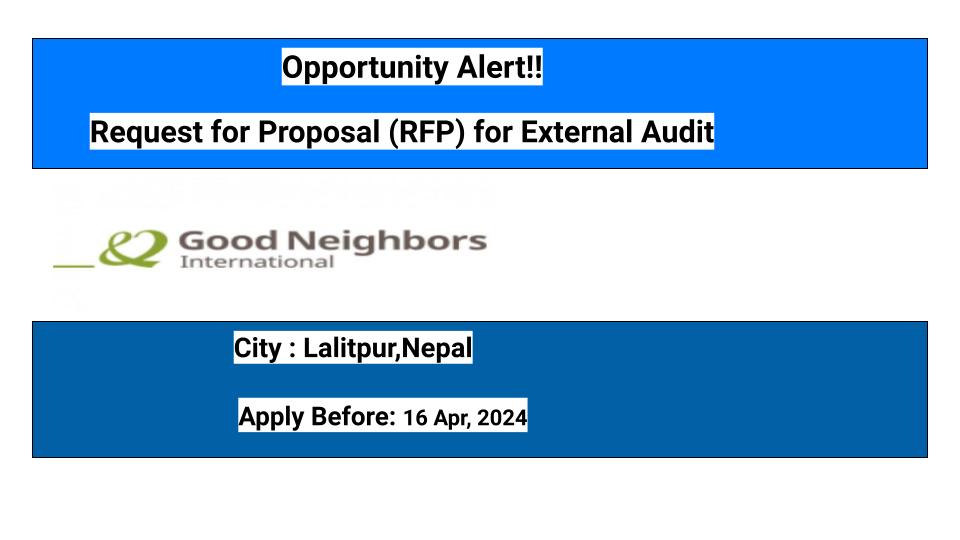 Opportunity Alert!!
Request for Proposal (RFP) for External Audit
Good Neighbors
International
City : Lalitpur,Nepal
Apply Before: 16 Apr, 2024